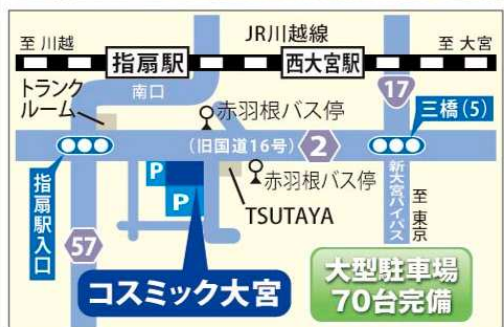 JR川越線
至 川越
指扇駅
西大宮駅
至 大宮
トランク
ルーム
南口
17
赤羽根バス停
三橋(5)
(旧国道16号)
2
指扇駅入口
P
P
赤羽根バス停
TSUTAYA
新大宮バイパス
至 東京
57
コスミック大宮
大型駐車場
70台完備